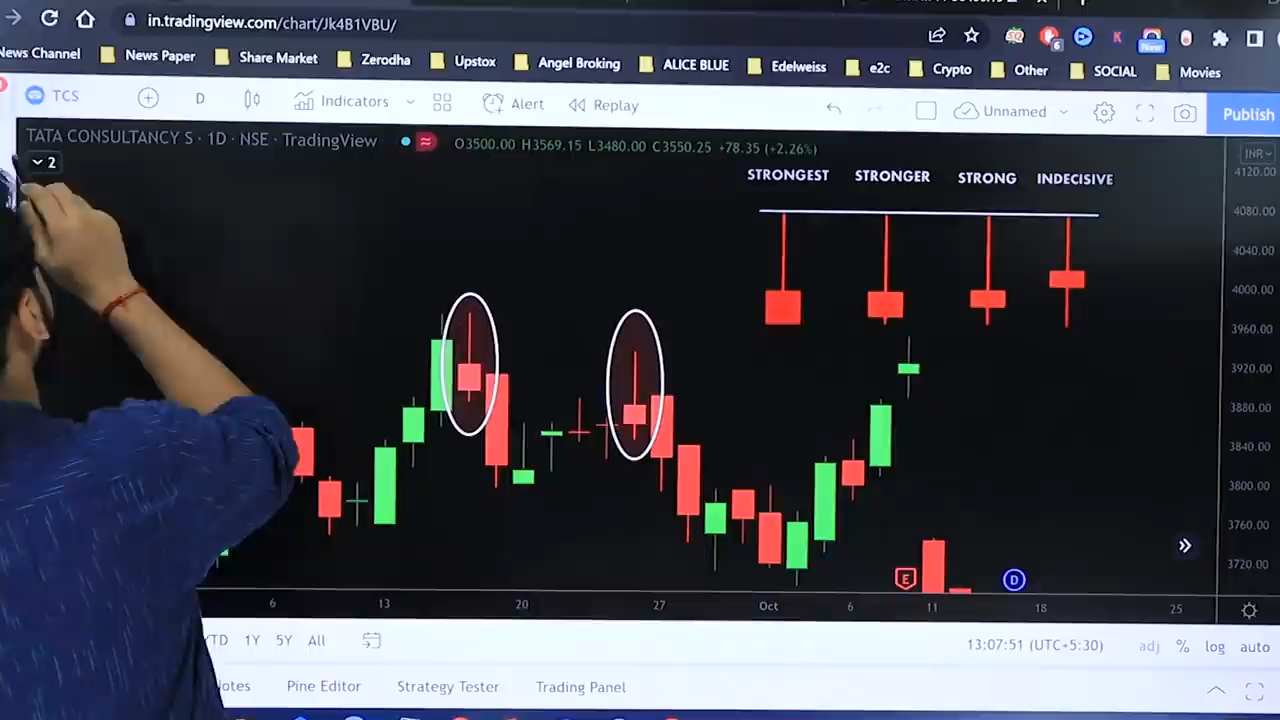 in.tradingview.com/chart/Jk4B1VBU/
News Channel News Paper Share Market Zerodha Upstox Angel Broking ALICE BLUE Edelweiss e2c Crypto Other SOCIAL Movies
6 New
TCS D Indicators Alert Replay Unnamed Publish
TATA CONSULTANCY S · 1D · NSE · TradingView O3500.00 H3569.15 L3480.00 C3550.25 +78.35 (+2.26%)
INR
2
STRONGEST STRONGER STRONG INDECISIVE
4120.00
4080.00
4040.00
4000.00
3960.00
3920.00
3880.00
3840.00
3800.00
3760.00
3720.00
E D
6 13 20 27 Oct 6 11 18 25
YTD 1Y 5Y All 13:07:51 (UTC+5:30) adj % log auto
Pine Editor Strategy Tester Trading Panel